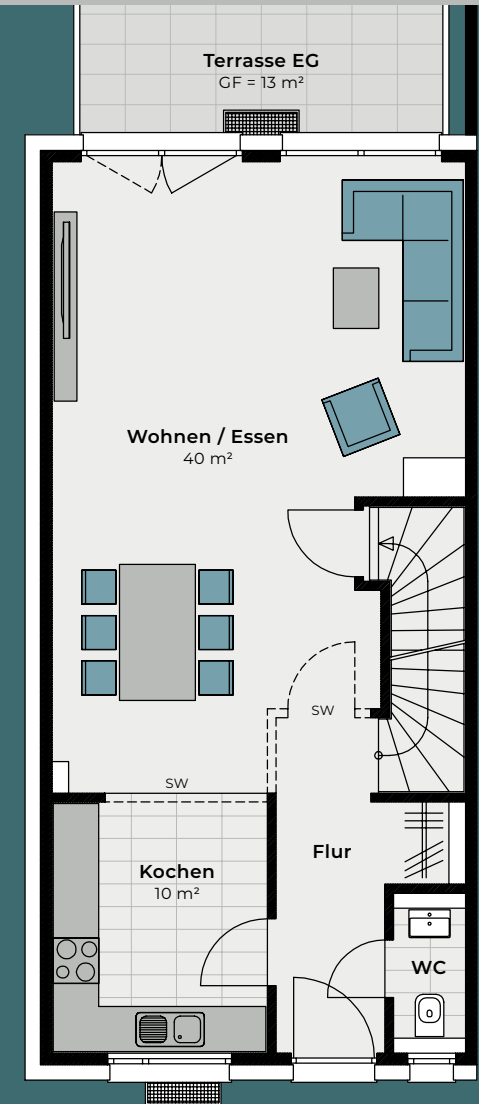 Terrasse EG
GF = 13 m²
Wohnen / Essen
40 m²
SW
SW
Flur
Kochen
10 m²
WC